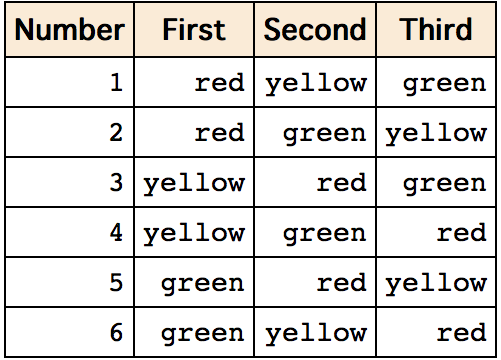 Number First Second Third
1 red yellow green
2 red green yellow
3 yellow red green
4 yellow green red
5 green red yellow
6 green yellow red